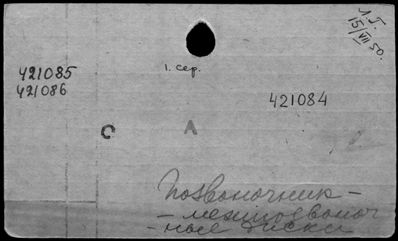 Л.Г.
15/VII 50.
1. сер.
421085
421086
421084
С
А
Позвоночник –
– межпозвоноч
– ные диски